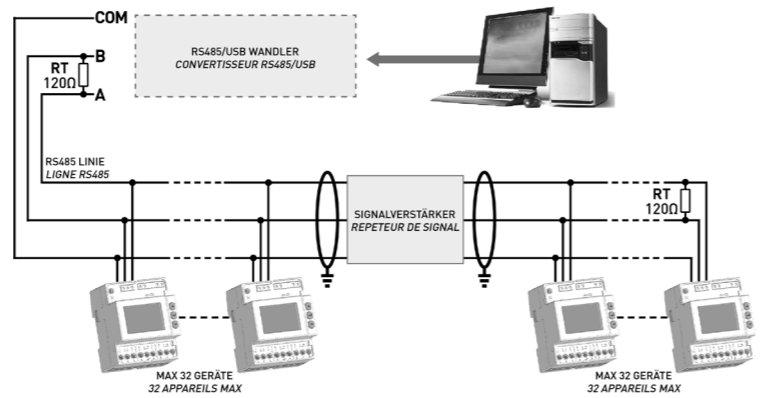 COM
B
RT
120Ω
A
RS485/USB WANDLER
CONVERTISSEUR RS485/USB
RS485 LINIE
LIGNE RS485
SIGNALVERSTÄRKER
REPETEUR DE SIGNAL
RT
120Ω
MAX 32 GERÄTE
32 APPAREILS MAX
MAX 32 GERÄTE
32 APPAREILS MAX